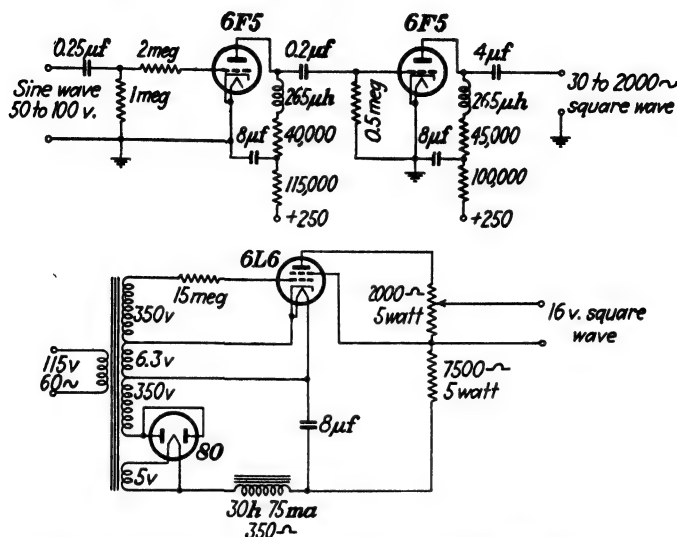 6F5
6F5
0.25µf
2meg
0.2µf
4µf
Sine wave
50 to 100 v.
1meg
265µh
0.5meg
265µh
30 to 2000~
square wave
8µf
40,000
8µf
45,000
115,000
100,000
+250
+250
6L6
15meg
350v
2000~
5watt
16 v. square
wave
115v
60~
6.3v
350v
7500~
5watt
8µf
80
5v
30h 75ma
350~